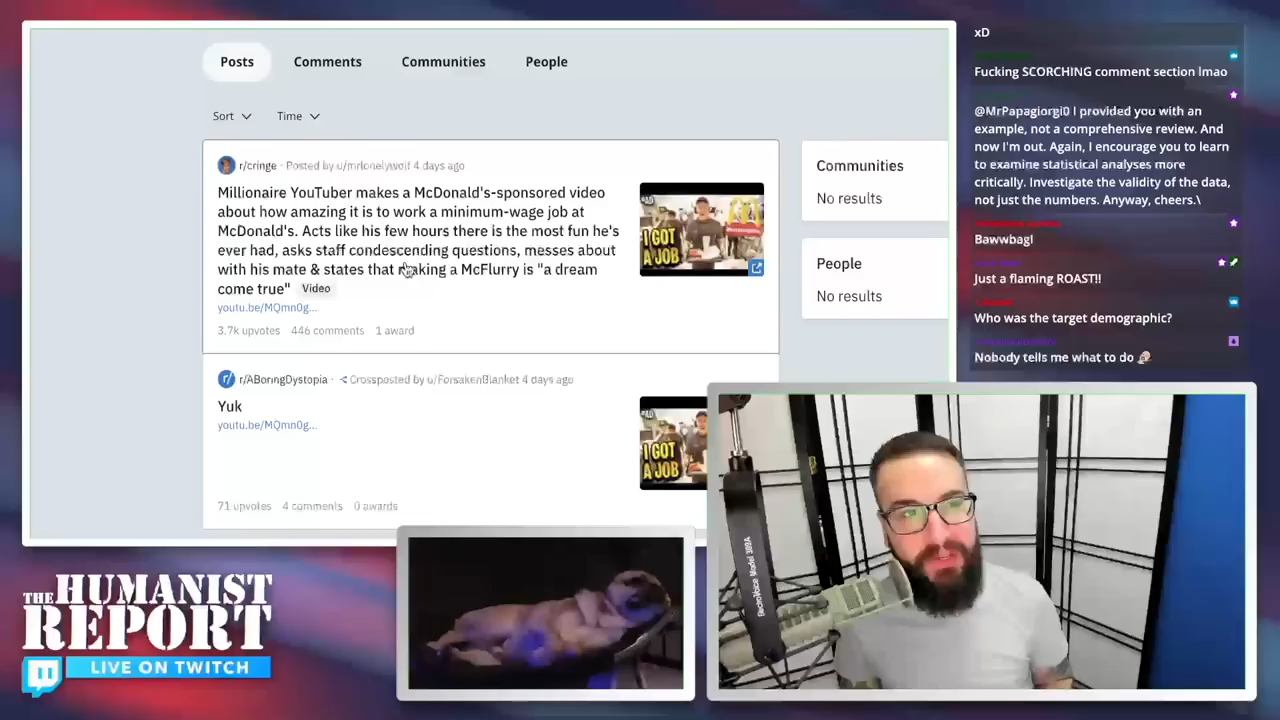 Posts Comments Communities People
Sort Time
r/cringe · Posted by u/mrlonelywolf 4 days ago
Millionaire YouTuber makes a McDonald's-sponsored video
about how amazing it is to work a minimum-wage job at
McDonald's. Acts like his few hours there is the most fun he's
ever had, asks staff condescending questions, messes about
with his mate & states that making a McFlurry is "a dream
come true" Video
youtu.be/MQmn0g...
3.7k upvotes 446 comments 1 award
#AD
I GOT
A JOB
r/ABoringDystopia · Crossposted by u/ForsakenBlanket 4 days ago
Yuk
youtu.be/MQmn0g...
71 upvotes 4 comments 0 awards
#AD
I GOT
A JOB
Communities
No results
People
No results
xD
Fucking SCORCHING comment section lmao
@MrPapagiorgi0 I provided you with an
example, not a comprehensive review. And
now I'm out. Again, I encourage you to learn
to examine statistical analyses more
critically. Investigate the validity of the data,
not just the numbers. Anyway, cheers.\
Bawwbag!
Just a flaming ROAST!!
Who was the target demographic?
Nobody tells me what to do
THE HUMANIST
REPORT
LIVE ON TWITCH
ElectroVoice Model 309A